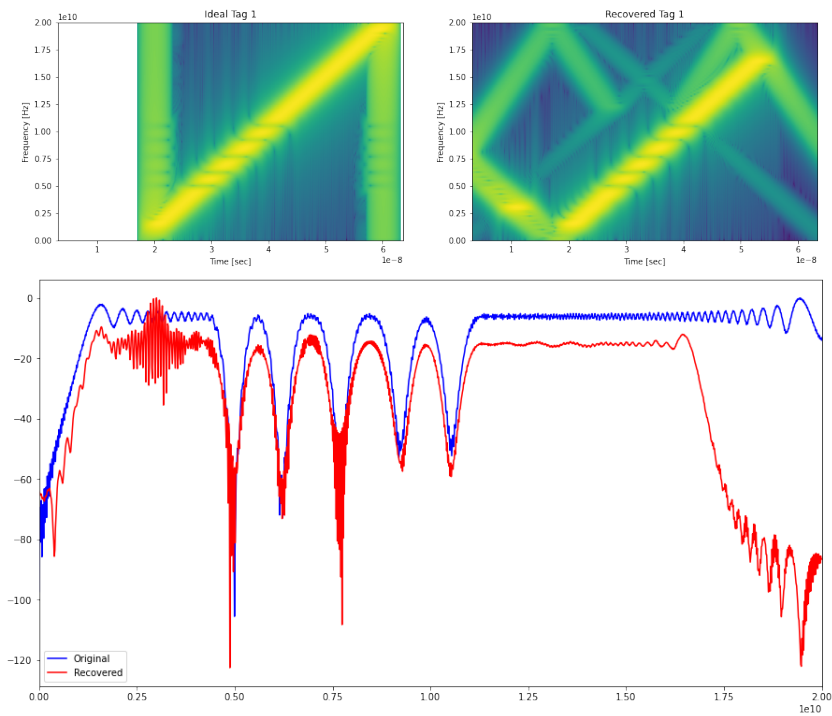 Ideal Tag 1
1e10
2.00
1.75
1.50
1.25
1.00
0.75
0.50
0.25
0.00
Frequency [Hz]
1 2 3 4 5 6
Time [sec]
1e−8
Recovered Tag 1
1e10
2.00
1.75
1.50
1.25
1.00
0.75
0.50
0.25
0.00
Frequency [Hz]
1 2 3 4 5 6
Time [sec]
1e−8
0
−20
−40
−60
−80
−100
−120
Original
Recovered
0.00 0.25 0.50 0.75 1.00 1.25 1.50 1.75 2.00
1e10